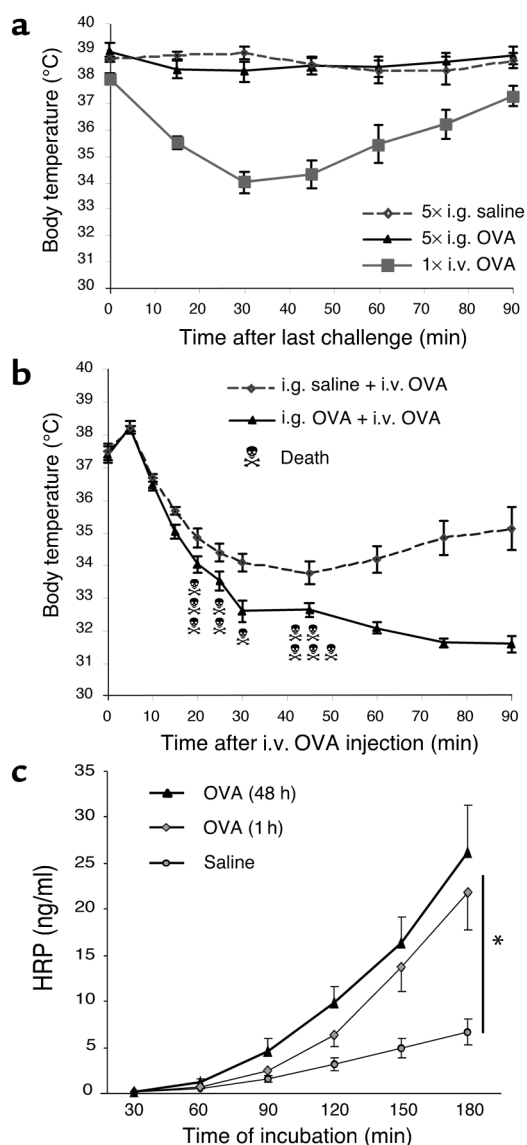 a
40
39
38
37
36
35
34
33
32
31
30
Body temperature (°C)
5× i.g. saline
5× i.g. OVA
1× i.v. OVA
0 10 20 30 40 50 60 70 80 90
Time after last challenge (min)
b
40
39
38
37
36
35
34
33
32
31
30
Body temperature (°C)
i.g. saline + i.v. OVA
i.g. OVA + i.v. OVA
Death
0 10 20 30 40 50 60 70 80 90
Time after i.v. OVA injection (min)
c
35
30
25
20
15
10
5
0
HRP (ng/ml)
OVA (48 h)
OVA (1 h)
Saline
*
30 60 90 120 150 180
Time of incubation (min)